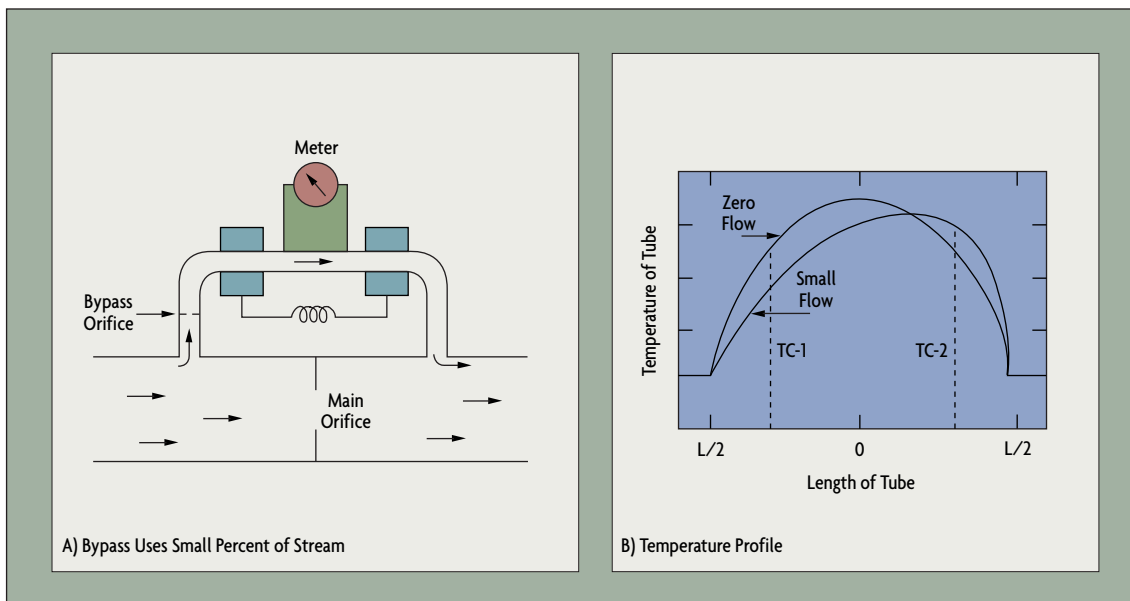 Meter
Bypass
Orifice
Main
Orifice
A) Bypass Uses Small Percent of Stream
Temperature of Tube
Zero
Flow
Small
Flow
TC-1
TC-2
L/2
0
L/2
Length of Tube
B) Temperature Profile